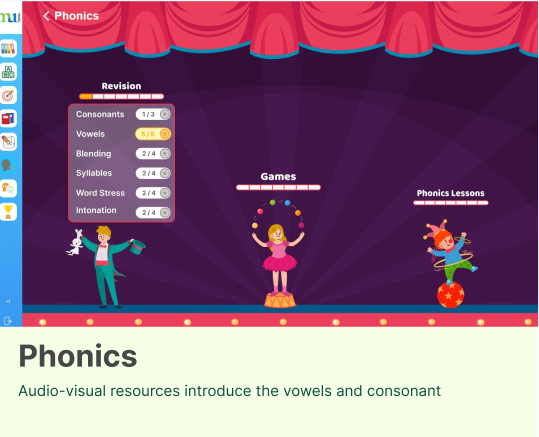 Phonics
Revision
Consonants 1 / 3
Vowels 5 / 5
Blending 2 / 4
Syllables 2 / 4
Word Stress 2 / 4
Intonation 2 / 4
Games
Phonics Lessons
Phonics
Audio-visual resources introduce the vowels and consonant